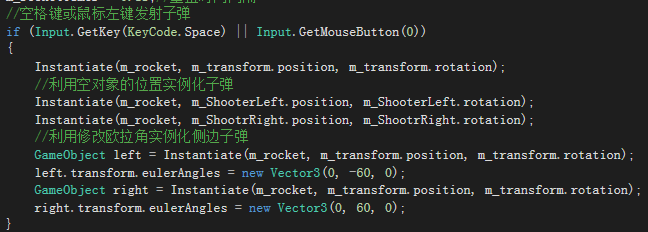 //空格键或鼠标左键发射子弹
if (Input.GetKey(KeyCode.Space) || Input.GetMouseButton(0))
{
Instantiate(m_rocket, m_transform.position, m_transform.rotation);
//利用空对象的位置实例化子弹
Instantiate(m_rocket, m_ShooterLeft.position, m_ShooterLeft.rotation);
Instantiate(m_rocket, m_ShootrRight.position, m_ShootrRight.rotation);
//利用修改欧拉角实例化侧边子弹
GameObject left = Instantiate(m_rocket, m_transform.position, m_transform.rotation);
left.transform.eulerAngles = new Vector3(0, -60, 0);
GameObject right = Instantiate(m_rocket, m_transform.position, m_transform.rotation);
right.transform.eulerAngles = new Vector3(0, 60, 0);
}